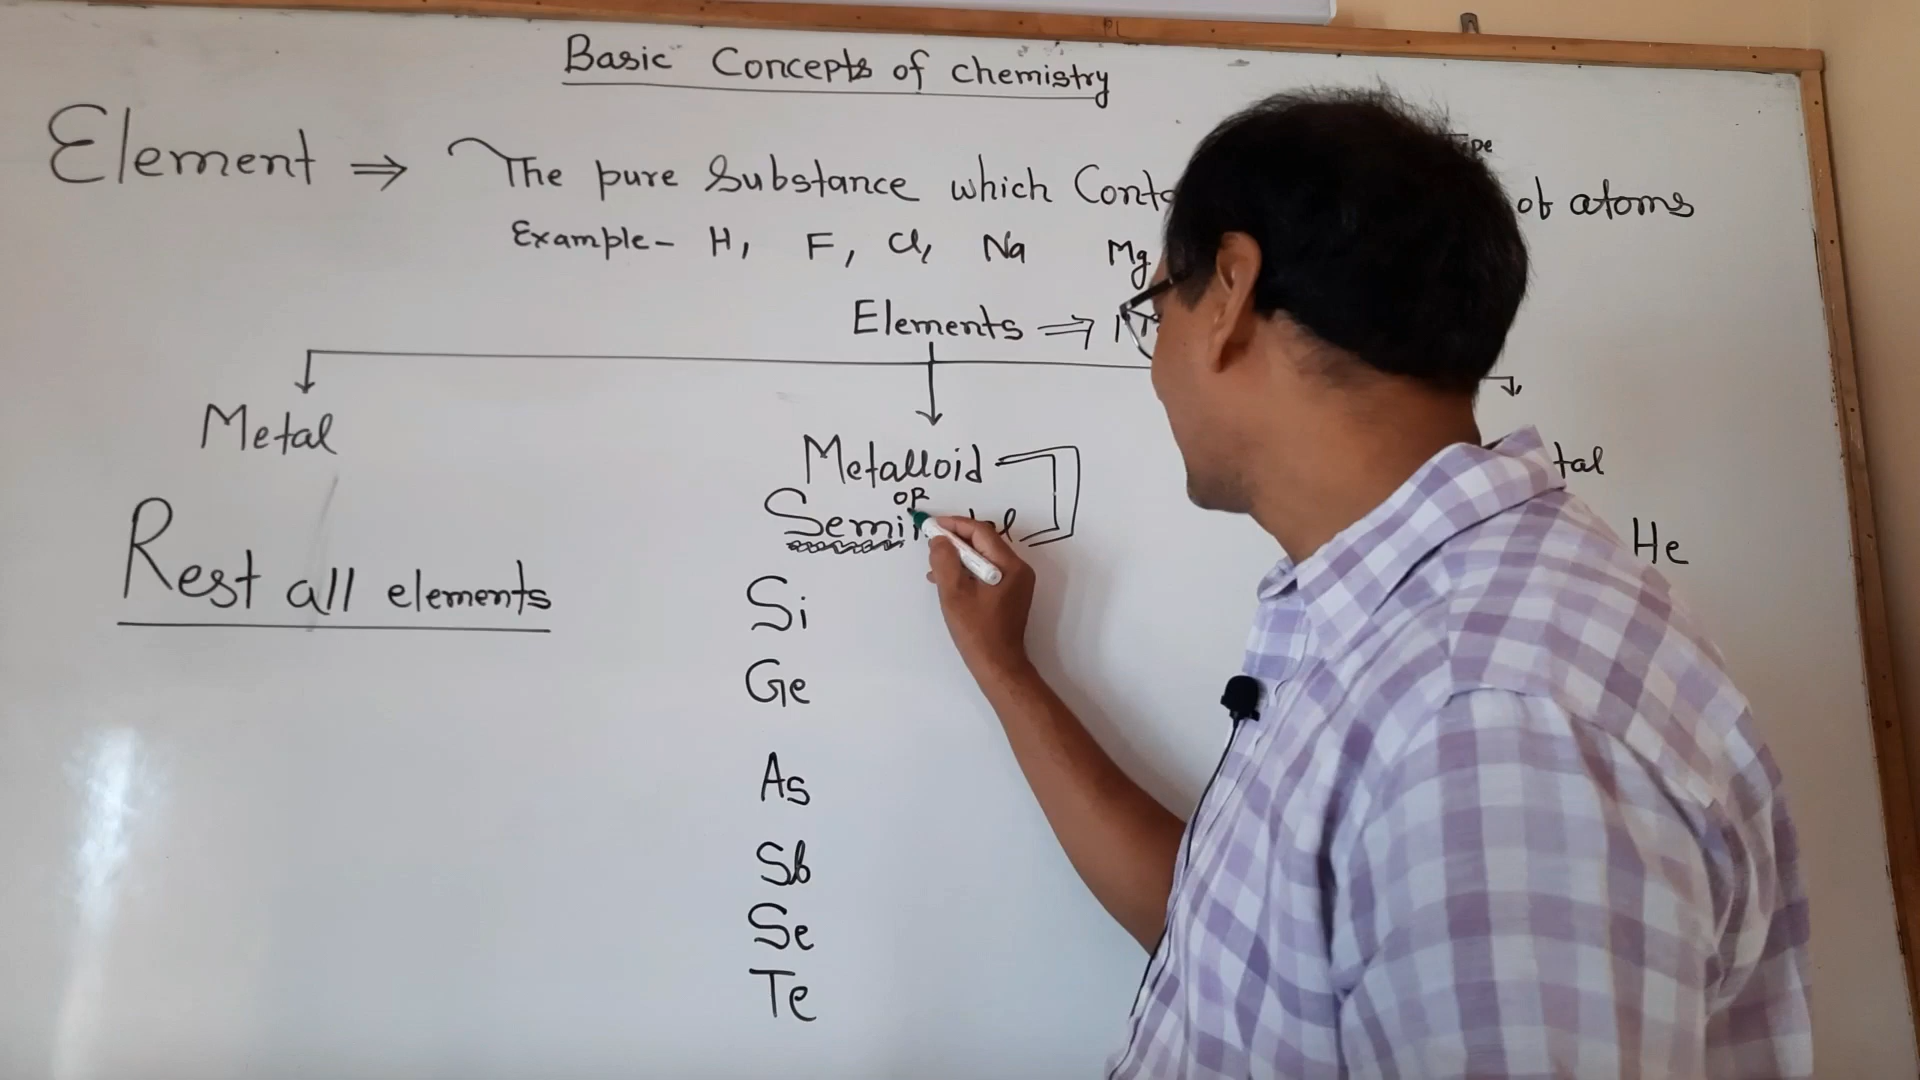 Basic Concepts of chemistry
Element ⇒ The pure Substance which of atoms
Example - H, F, Cl, Na Mg
Elements ⇒
Metal
Metalloid
OR
Semi
Rest all elements
He
Si
Ge
As
Sb
Se
Te